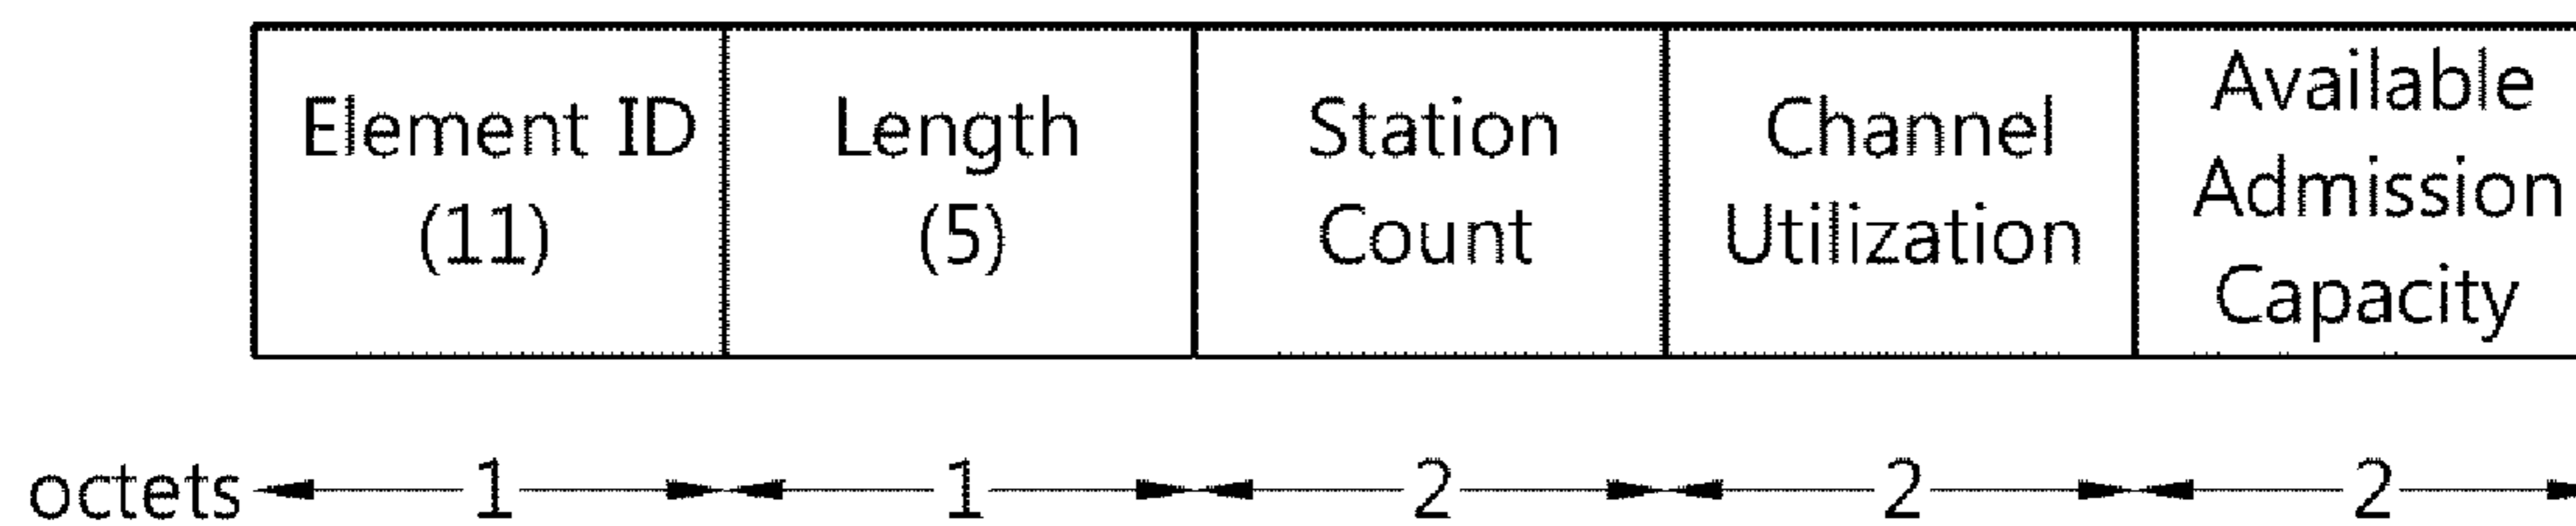 Element ID
(11)
Length
(5)
Station
Count
Channel
Utilization
Available
Admission
Capacity
octets 1 1 2 2 2